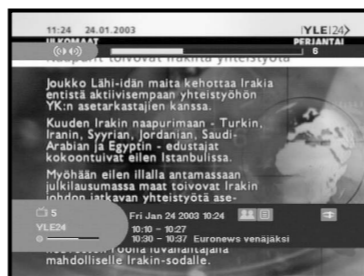 11:24 24.01.2003 YLE24>
ULKOMAAT PERJANTAI
6
Naapurit toivovat Irakilta yhteistyötä
Joukko Lähi-idän maita kehottaa Irakia
entistä aktiivisempaan yhteistyöhön
YK:n asetarkastajien kanssa.
Kuuden Irakin naapurimaan - Turkin,
Iranin, Syyrian, Jordanian, Saudi-
Arabian ja Egyptin - edustajat
kokoontuivat eilen Istanbulissa.
Myöhään eilen illalla antamassaan
julkilausumassa maat toivovat Irakin
johdon jatkavan yhteistyötä ase-
5 Fri Jan 24 2003 10:24
YLE24 10:10 - 10:27
10:30 - 10:37 Euronews venäjäksi
luovanantajana
mahdolliselle Irakin-sodalle.